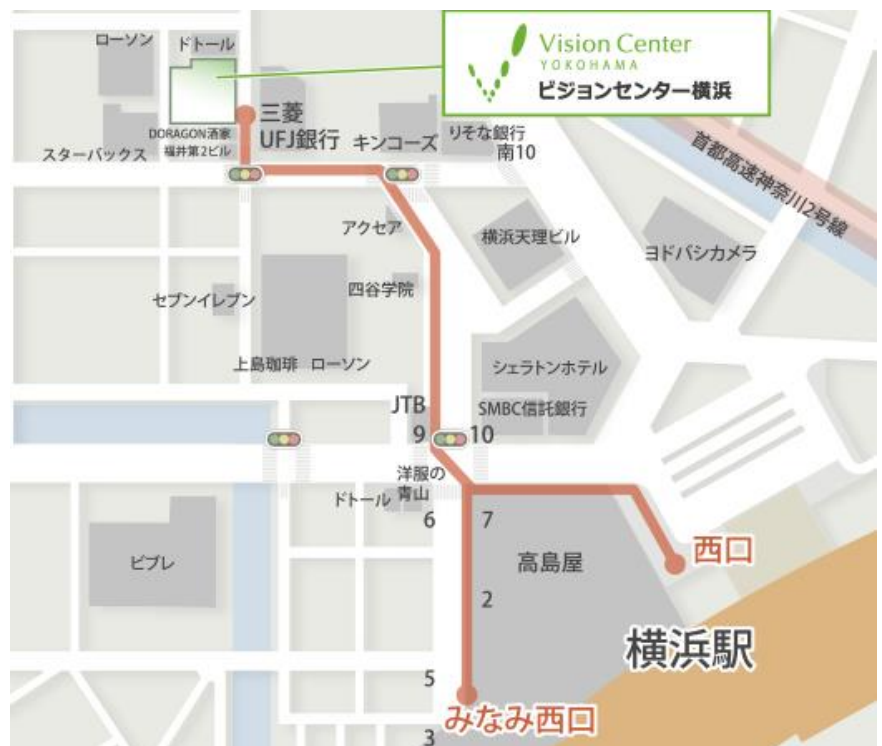 ローソン
ドトール
Vision Center
YOKOHAMA
ビジョンセンター横浜
三菱
UFJ銀行
キンコーズ
りそな銀行
南10
首都高速神奈川2号線
スターバックス
DORAGON酒家
福井第2ビル
アクセア
横浜天理ビル
ヨドバシカメラ
セブンイレブン
四谷学院
上島珈琲
ローソン
シェラトンホテル
JTB
SMBC信託銀行
9
10
洋服の
青山
ドトール
6
7
西口
ビブレ
高島屋
2
横浜駅
5
みなみ西口
3